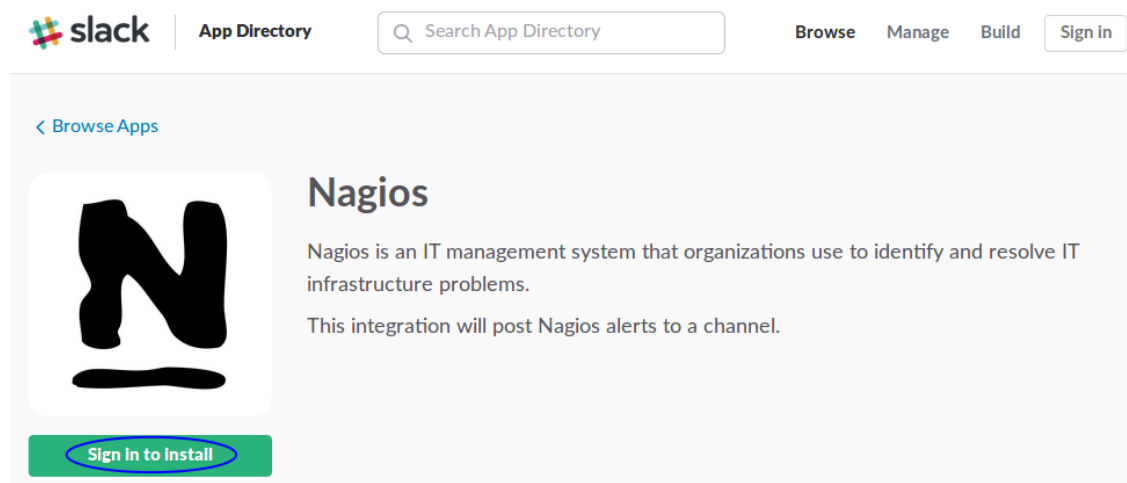 slack App Directory Search App Directory Browse Manage Build Sign in
Browse Apps
N
Nagios
Nagios is an IT management system that organizations use to identify and resolve IT
infrastructure problems.
This integration will post Nagios alerts to a channel.
Sign in to install